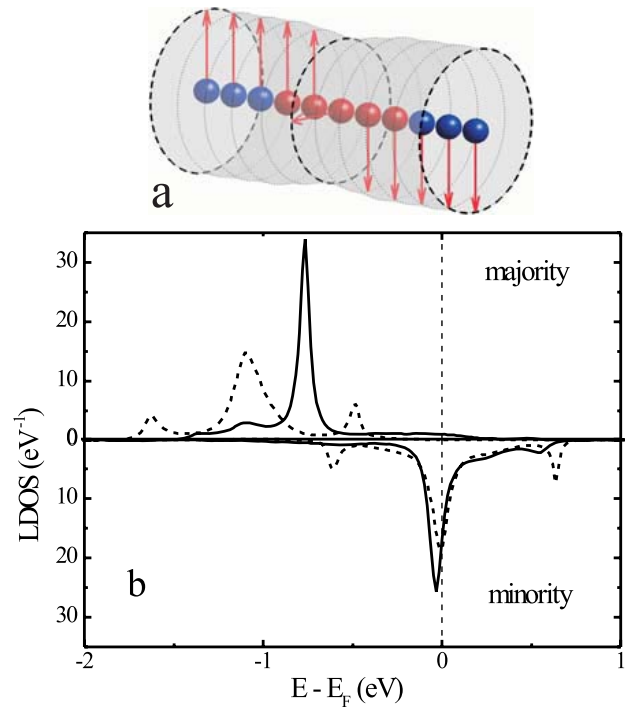 a
30
majority
20
10
0
LDOS (eV⁻¹)
10
20
b
minority
30
-2
-1
0
1
E - E_F (eV)